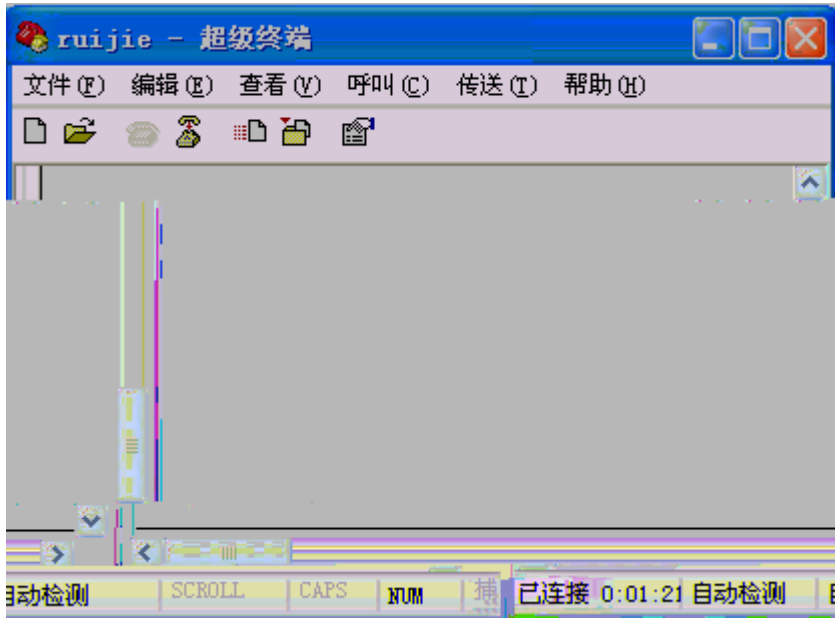 ruijie - 超级终端
文件(F) 编辑(E) 查看(V) 呼叫(C) 传送(T) 帮助(H)
自动检测 SCROLL CAPS NUM 捕 已连接 0:01:21 自动检测